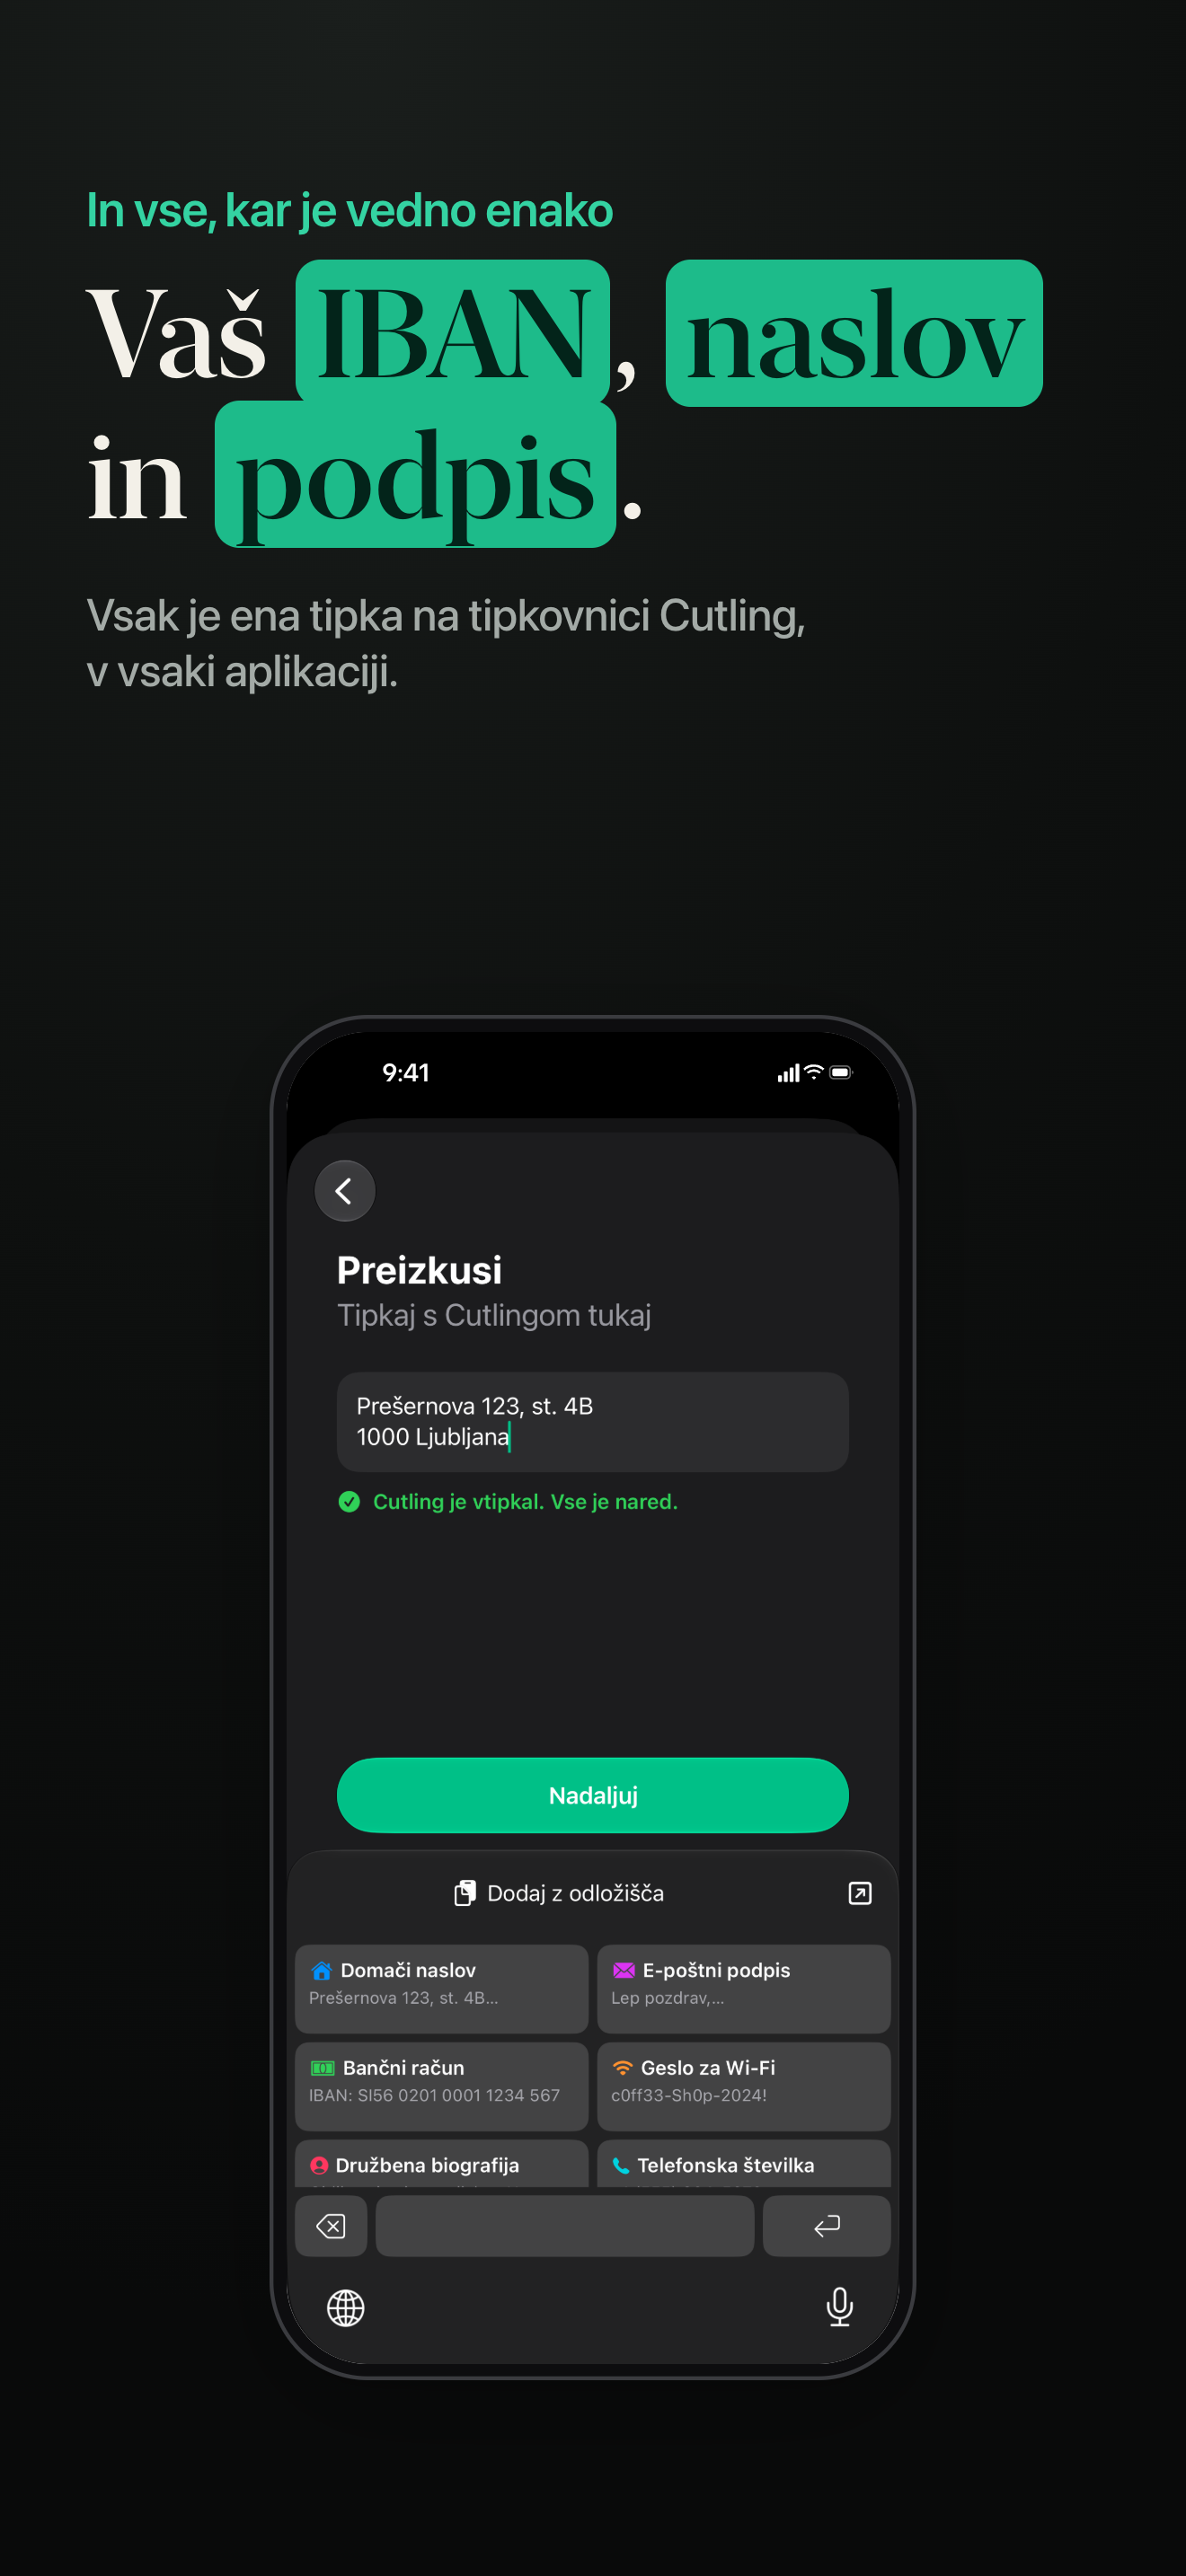 In vse, kar je vedno enako
Vaš IBAN, naslov
in podpis.
Vsak je ena tipka na tipkovnici Cutling,
v vsaki aplikaciji.
9:41
Preizkusi
Tipkaj s Cutlingom tukaj
Prešernova 123, st. 4B
1000 Ljubljana
Cutling je vtipkal. Vse je nared.
Nadaljuj
Dodaj z odložišča
Domači naslov
Prešernova 123, st. 4B...
E-poštni podpis
Lep pozdrav,...
Bančni račun
IBAN: SI56 0201 0001 1234 567
Geslo za Wi-Fi
c0ff33-Sh0p-2024!
Družbena biografija
Telefonska številka